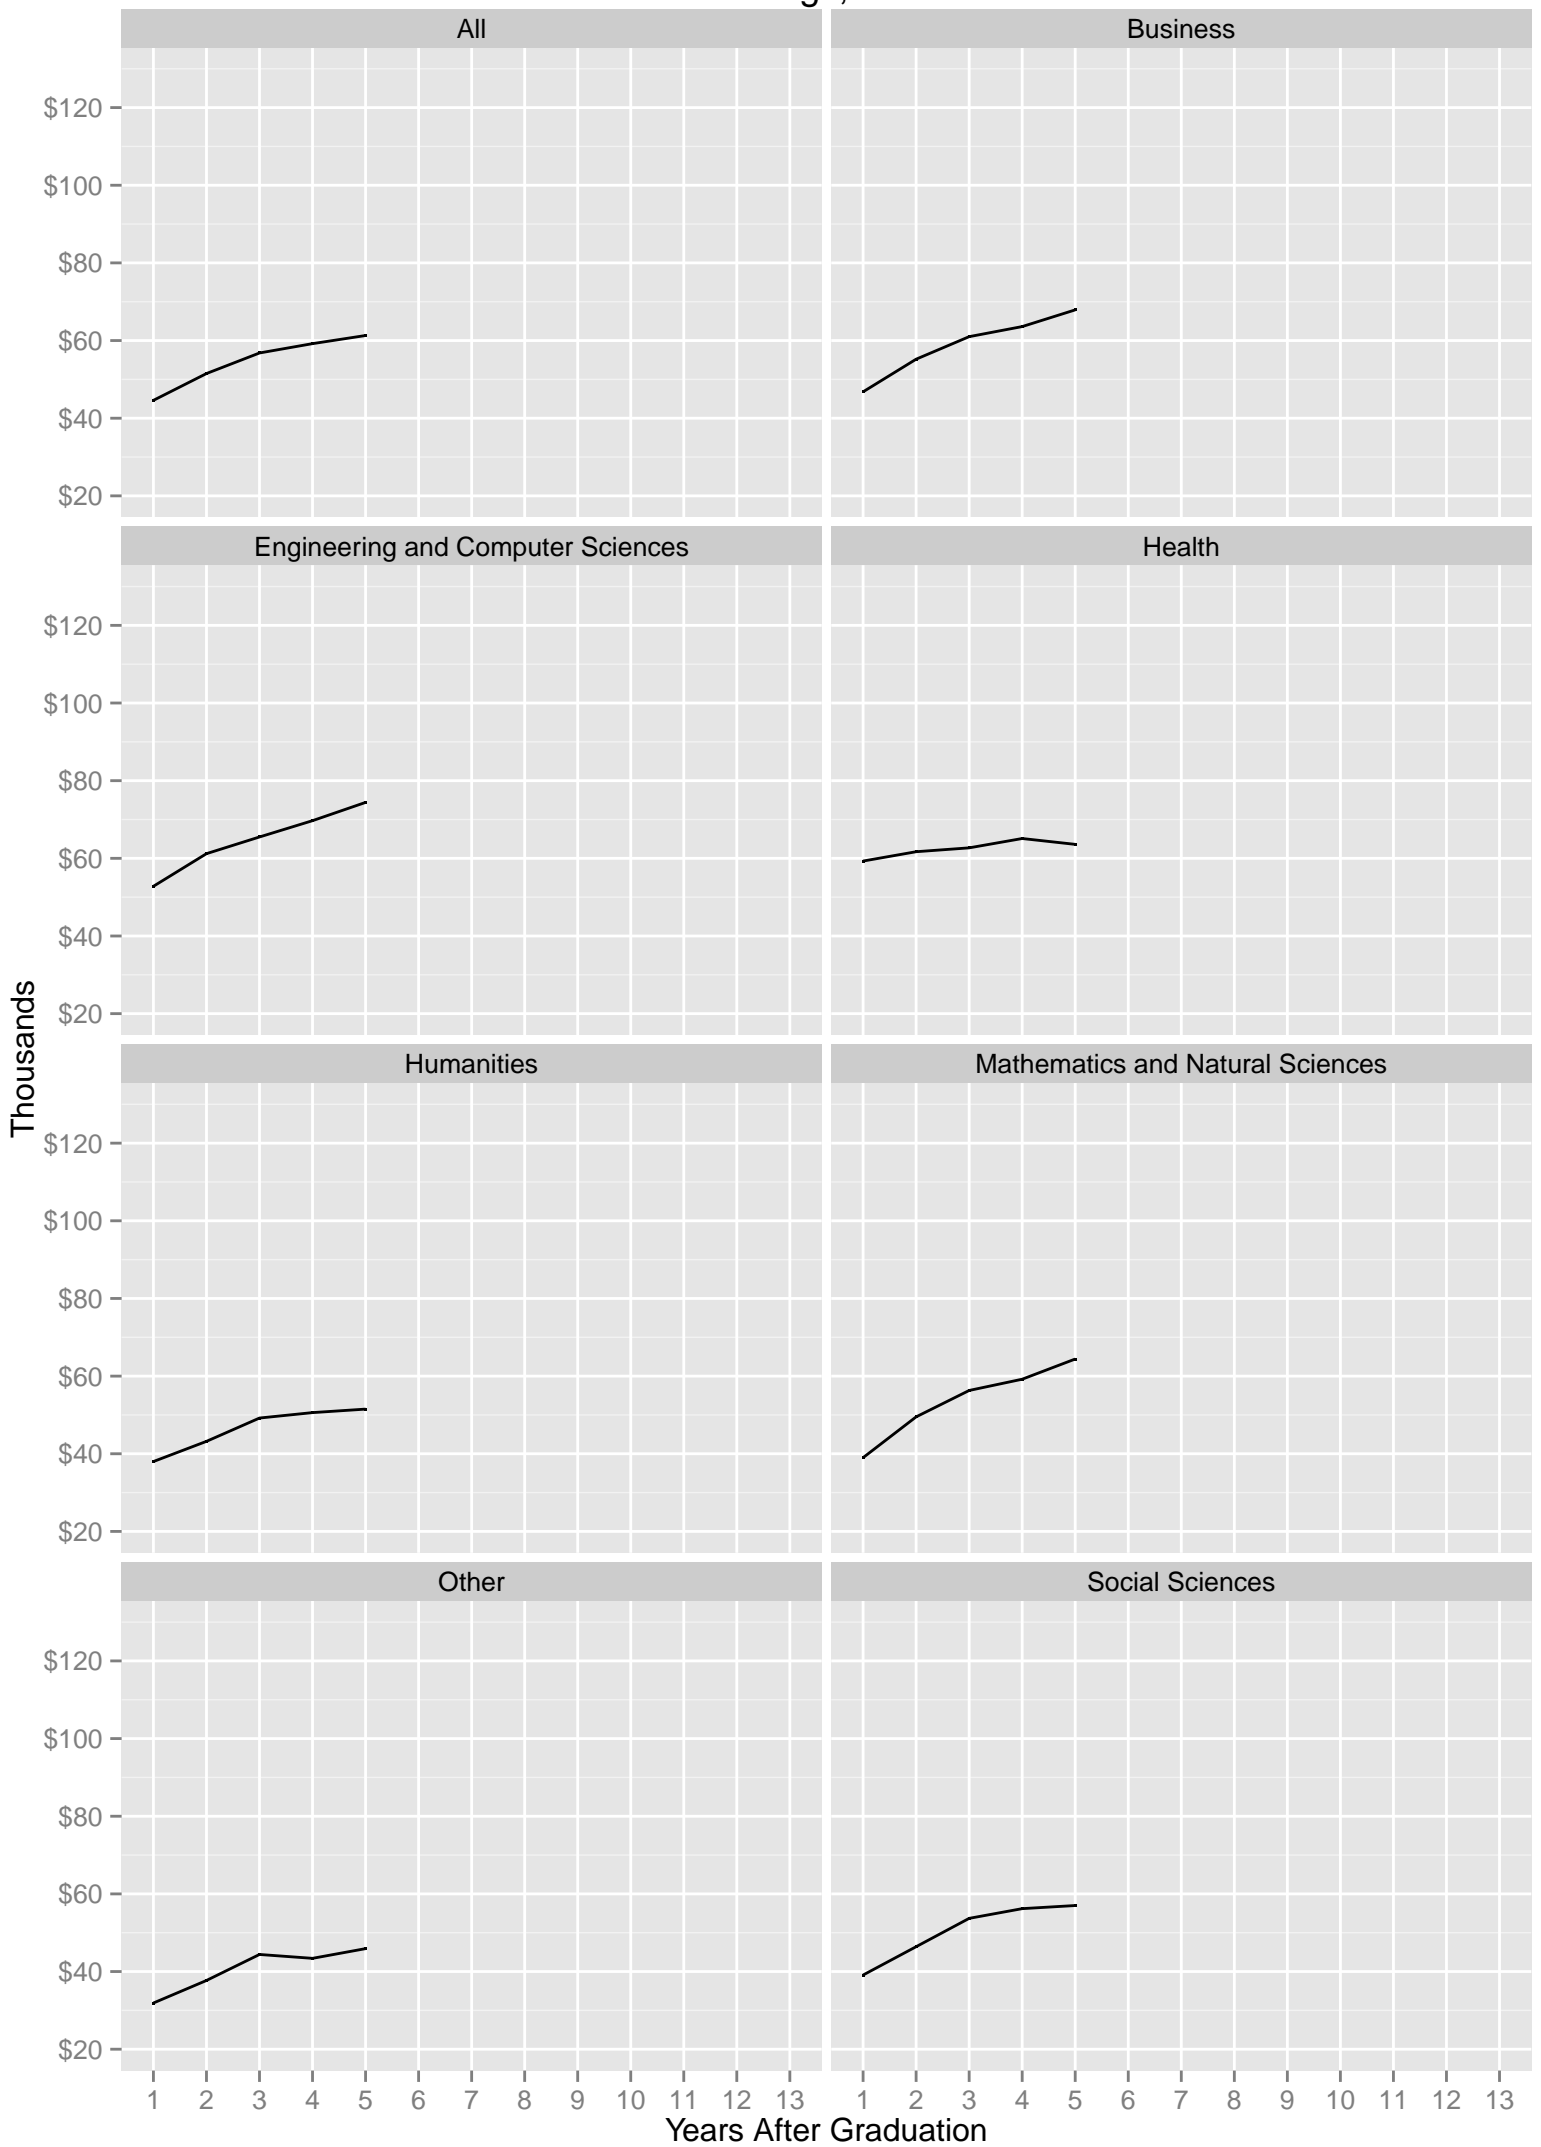 All
Business
$120
$100
$80
$60
$40
$20
Engineering and Computer Sciences
Health
$120
$100
$80
$60
$40
$20
Thousands
Humanities
Mathematics and Natural Sciences
$120
$100
$80
$60
$40
$20
Other
Social Sciences
$120
$100
$80
$60
$40
$20
1 2 3 4 5 6 7 8 9 10 11 12 13
1 2 3 4 5 6 7 8 9 10 11 12 13
Years After Graduation